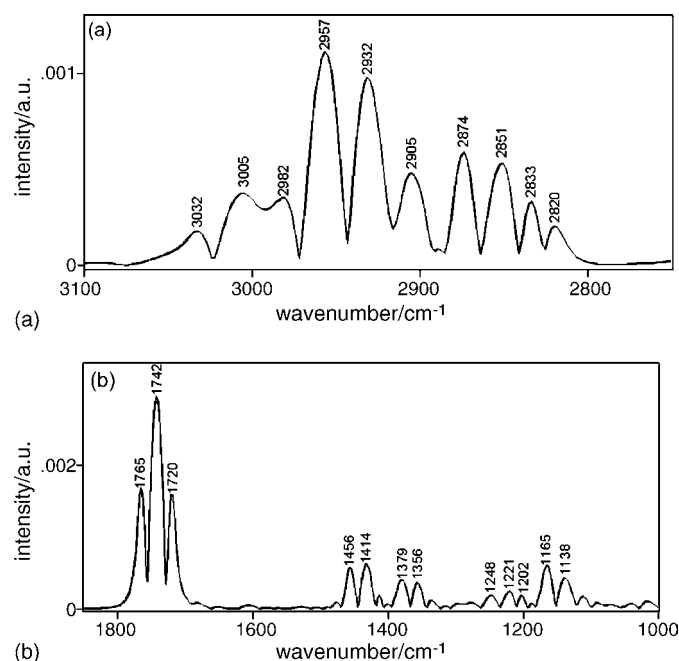 (a)
intensity/a.u.
.001
0
3032
3005
2982
2957
2932
2905
2874
2851
2833
2820
3100 3000 2900 2800
wavenumber/cm-1
(a)
(b)
intensity/a.u.
.002
0
1765
1742
1720
1456
1414
1379
1356
1248
1221
1202
1165
1138
1800 1600 1400 1200 1000
wavenumber/cm-1
(b)